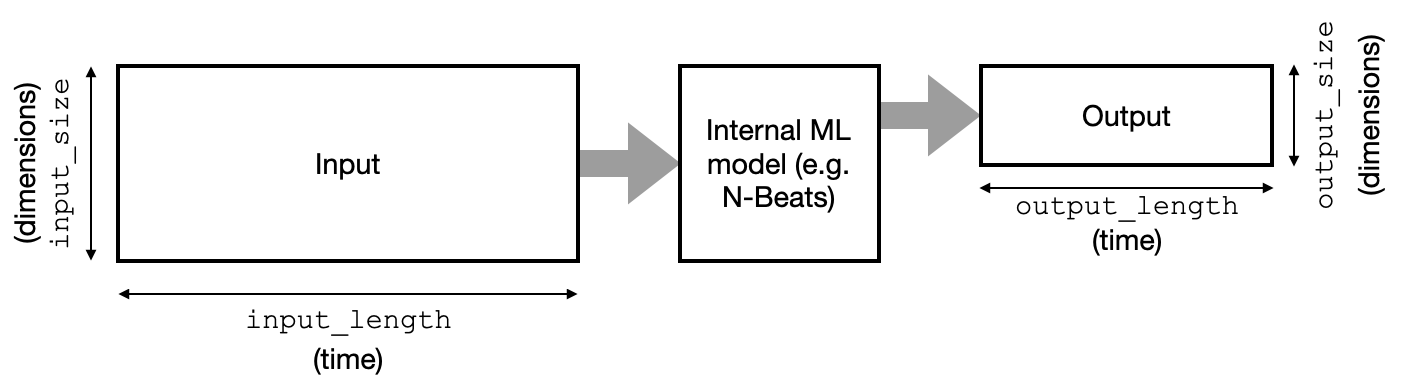 (dimensions)
input_size
Input
input_length
(time)
Internal ML
model (e.g.
N-Beats)
Output
output_length
(time)
output_size
(dimensions)